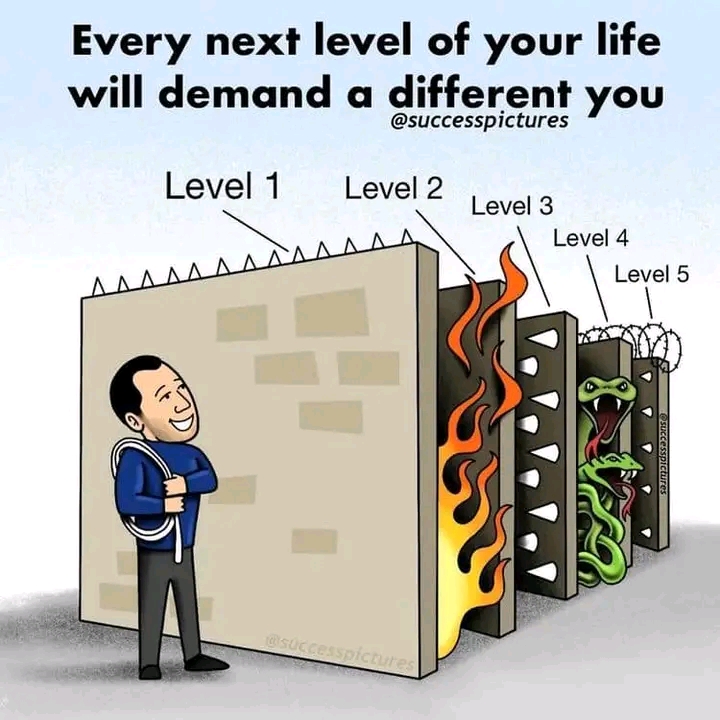 Every next level of your life
will demand a different you
@successpictures
Level 1
Level 2
Level 3
Level 4
Level 5
@successpictures
@successpictures